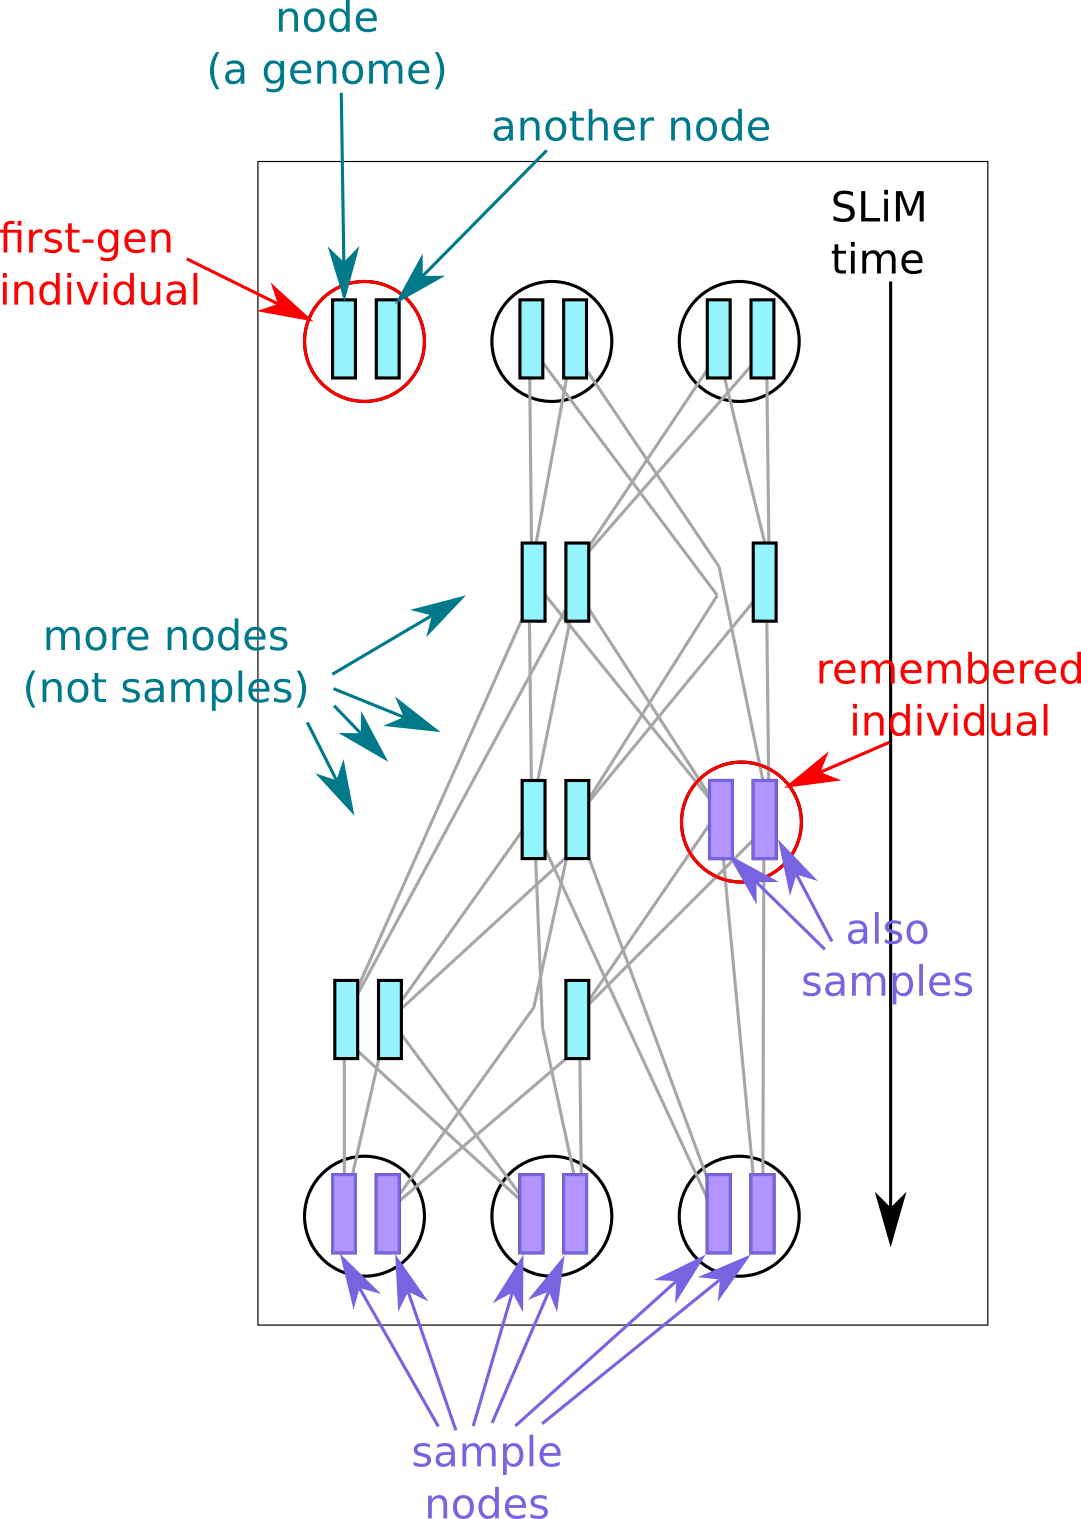 node
(a genome)
another node
SLiM
time
first-gen
individual
more nodes
(not samples)
remembered
individual
also
samples
sample
nodes